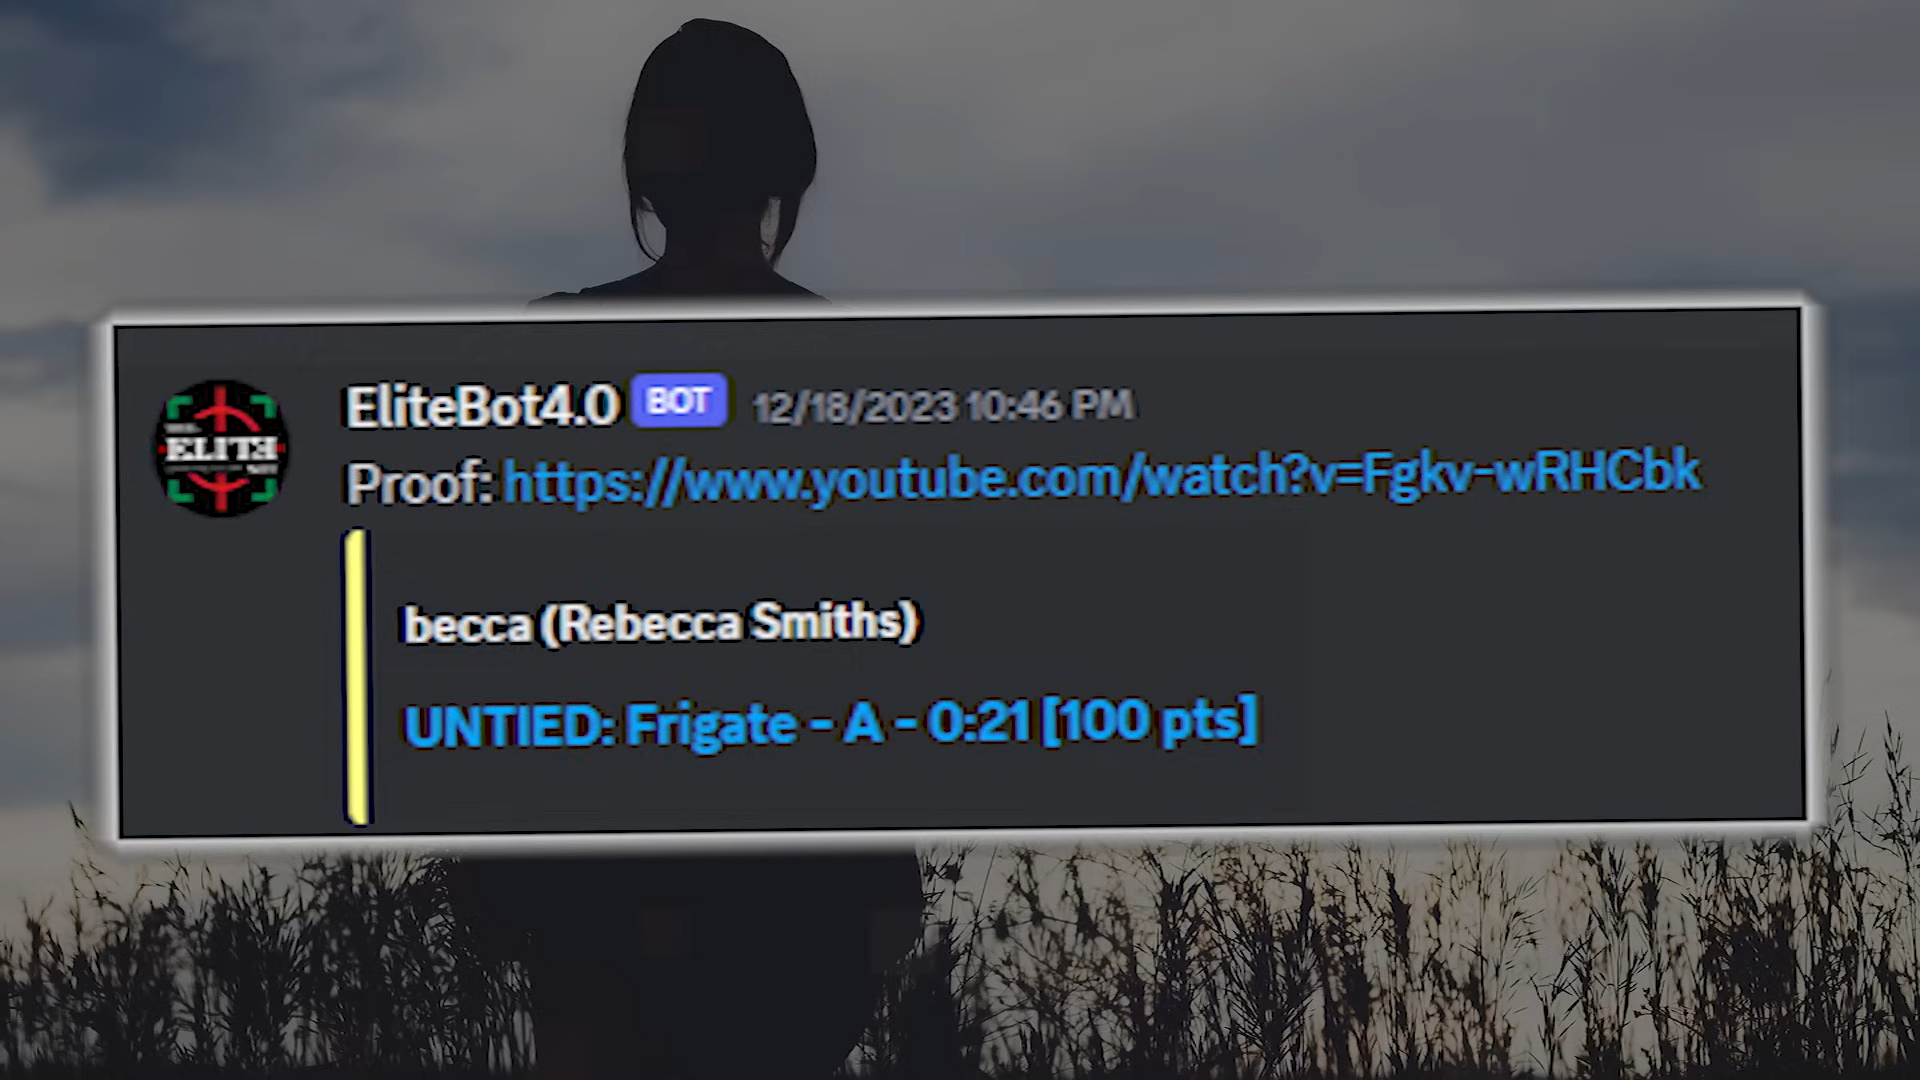 EliteBot4.0 BOT 12/18/2023 10:46 PM
ELITE
Proof: https://www.youtube.com/watch?v=Fgkv-wRHCbk
becca (Rebecca Smiths)
UNTIED: Frigate - A - 0:21 [100 pts]